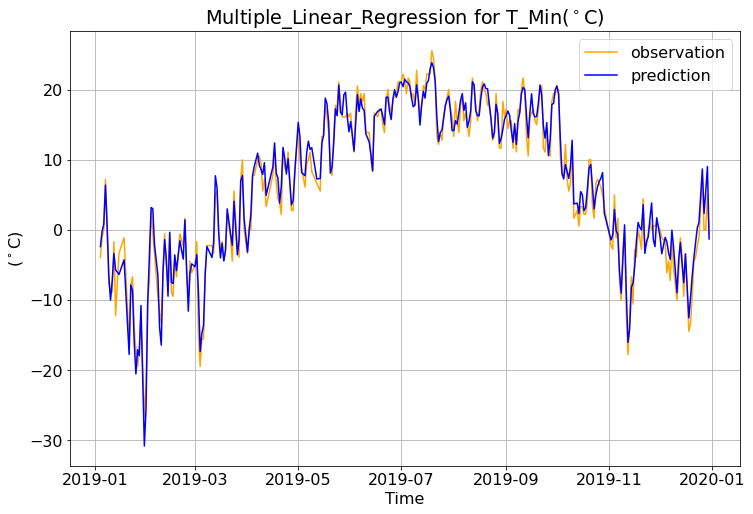 Multiple_Linear_Regression for T_Min(°C)
observation
prediction
(°C)
20
10
0
−10
−20
−30
2019-01
2019-03
2019-05
2019-07
2019-09
2019-11
2020-01
Time